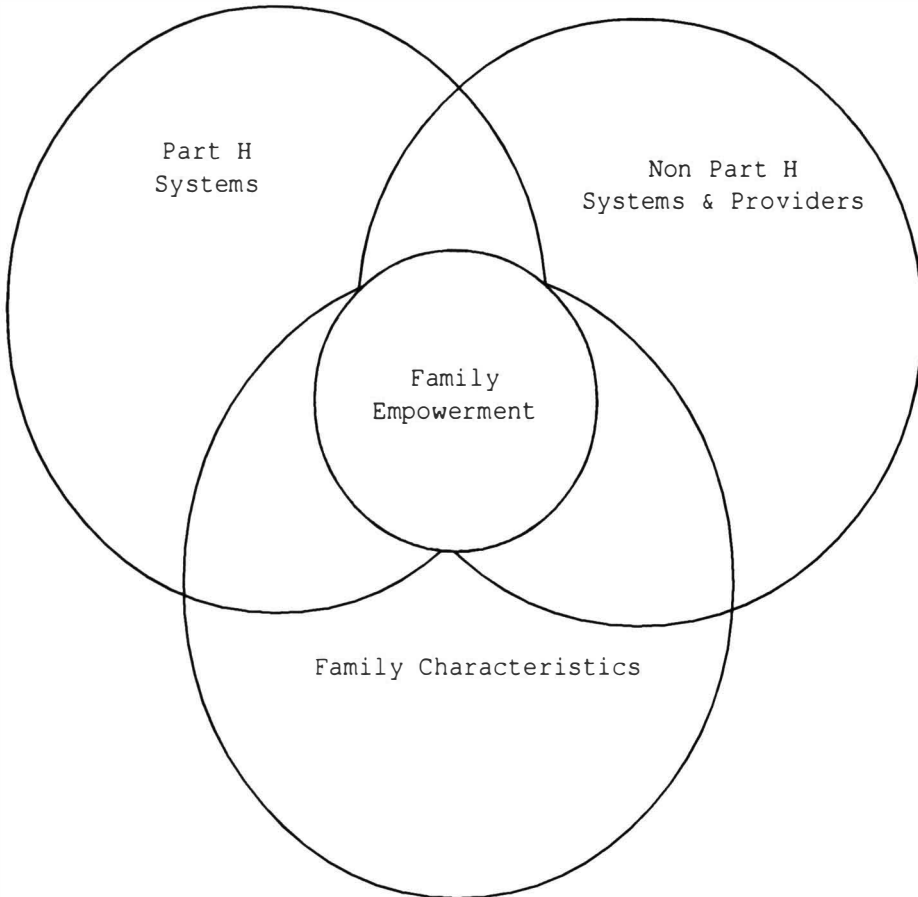 Part H
Systems
Non Part H
Systems & Providers
Family
Empowerment
Family Characteristics